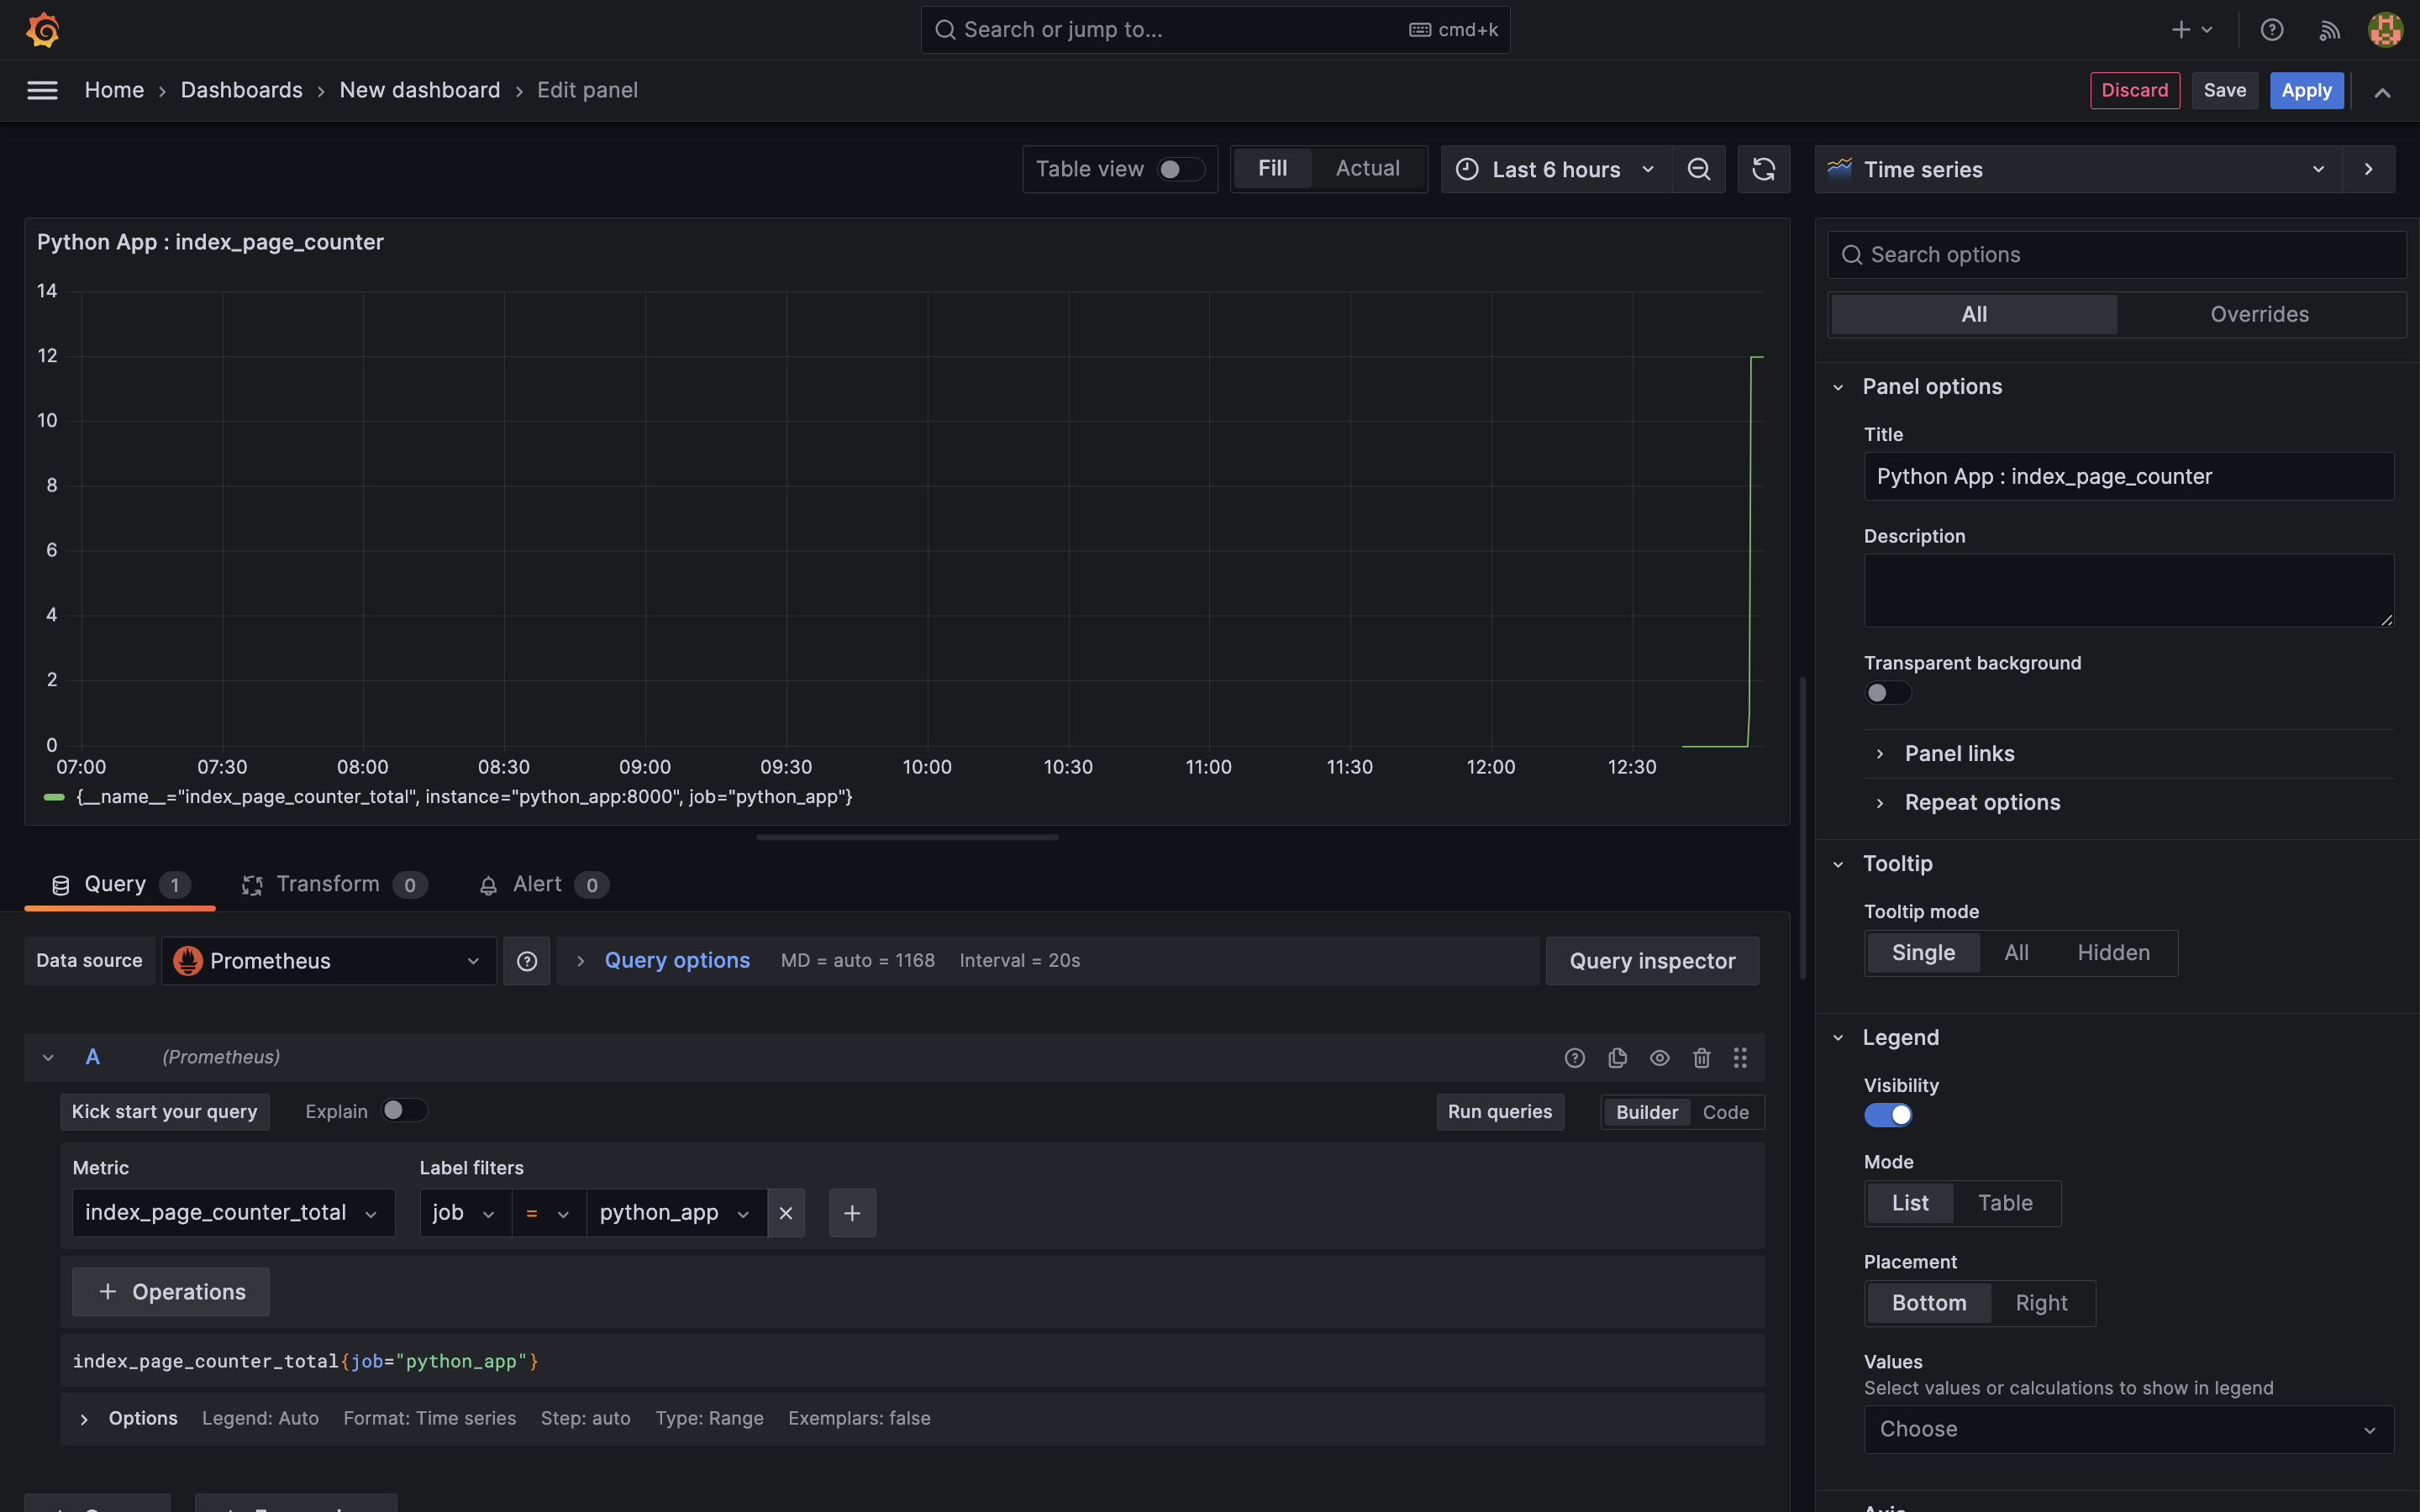 Search or jump to...
cmd+k
Home › Dashboards › New dashboard › Edit panel
Discard
Save
Apply
Table view
Fill
Actual
Last 6 hours
Time series
Python App : index_page_counter
14
12
10
8
6
4
2
0
07:00 07:30 08:00 08:30 09:00 09:30 10:00 10:30 11:00 11:30 12:00 12:30
{__name__="index_page_counter_total", instance="python_app:8000", job="python_app"}
Search options
All
Overrides
Panel options
Title
Python App : index_page_counter
Description
Transparent background
Panel links
Repeat options
Tooltip
Tooltip mode
Single All Hidden
Legend
Visibility
Mode
List Table
Placement
Bottom Right
Values
Select values or calculations to show in legend
Choose
Query 1
Transform 0
Alert 0
Data source
Prometheus
Query options
MD = auto = 1168
Interval = 20s
Query inspector
A
(Prometheus)
Kick start your query
Explain
Run queries
Builder
Code
Metric
Label filters
index_page_counter_total
job
=
python_app
+ Operations
index_page_counter_total{job="python_app"}
Options Legend: Auto Format: Time series Step: auto Type: Range Exemplars: false